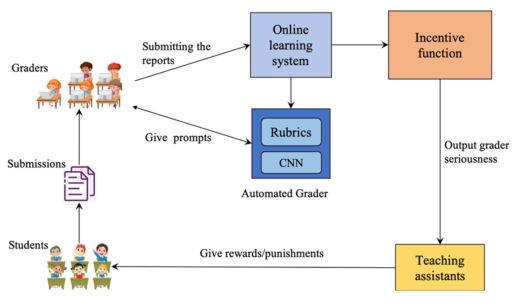 Graders
Submitting the
reports
Online
learning
system
Incentive
function
Give prompts
Rubrics
CNN
Automated Grader
Output grader
seriousness
Submissions
Students
Give rewards/punishments
Teaching
assistants